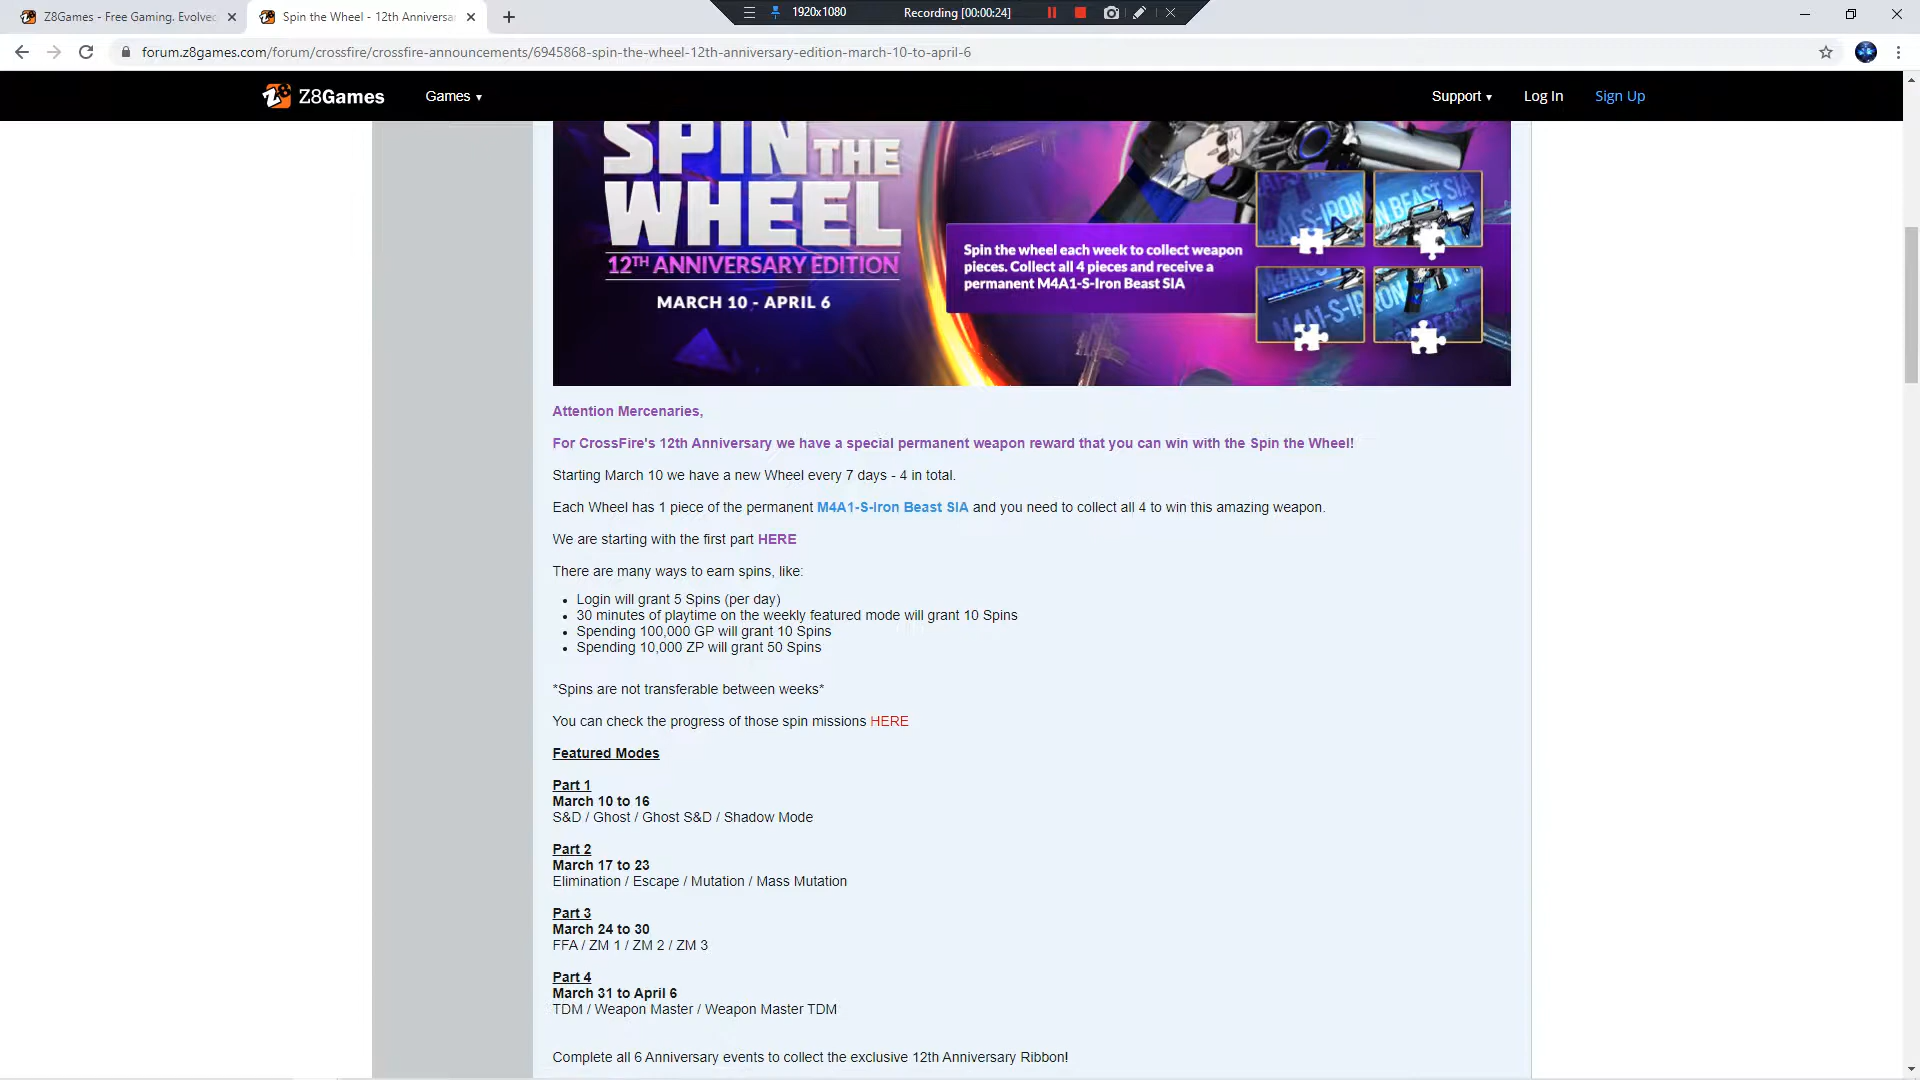 Z8Games - Free Gaming. Evolved
Spin the Wheel - 12th Anniversa
1920x1080
Recording [00:00:24]
forum.z8games.com/forum/crossfire/crossfire-announcements/6945868-spin-the-wheel-12th-anniversary-edition-march-10-to-april-6
Z8Games
Games ▾
Support ▾
Log In
Sign Up
SPIN THE
WHEEL
12TH ANNIVERSARY EDITION
MARCH 10 - APRIL 6
Spin the wheel each week to collect weapon
pieces. Collect all 4 pieces and receive a
permanent M4A1-S-Iron Beast SIA
Attention Mercenaries,
For CrossFire's 12th Anniversary we have a special permanent weapon reward that you can win with the Spin the Wheel!
Starting March 10 we have a new Wheel every 7 days - 4 in total.
Each Wheel has 1 piece of the permanent M4A1-S-Iron Beast SIA and you need to collect all 4 to win this amazing weapon.
We are starting with the first part HERE
There are many ways to earn spins, like:
• Login will grant 5 Spins (per day)
• 30 minutes of playtime on the weekly featured mode will grant 10 Spins
• Spending 100,000 GP will grant 10 Spins
• Spending 10,000 ZP will grant 50 Spins
*Spins are not transferable between weeks*
You can check the progress of those spin missions HERE
Featured Modes
Part 1
March 10 to 16
S&D / Ghost / Ghost S&D / Shadow Mode
Part 2
March 17 to 23
Elimination / Escape / Mutation / Mass Mutation
Part 3
March 24 to 30
FFA / ZM 1 / ZM 2 / ZM 3
Part 4
March 31 to April 6
TDM / Weapon Master / Weapon Master TDM
Complete all 6 Anniversary events to collect the exclusive 12th Anniversary Ribbon!